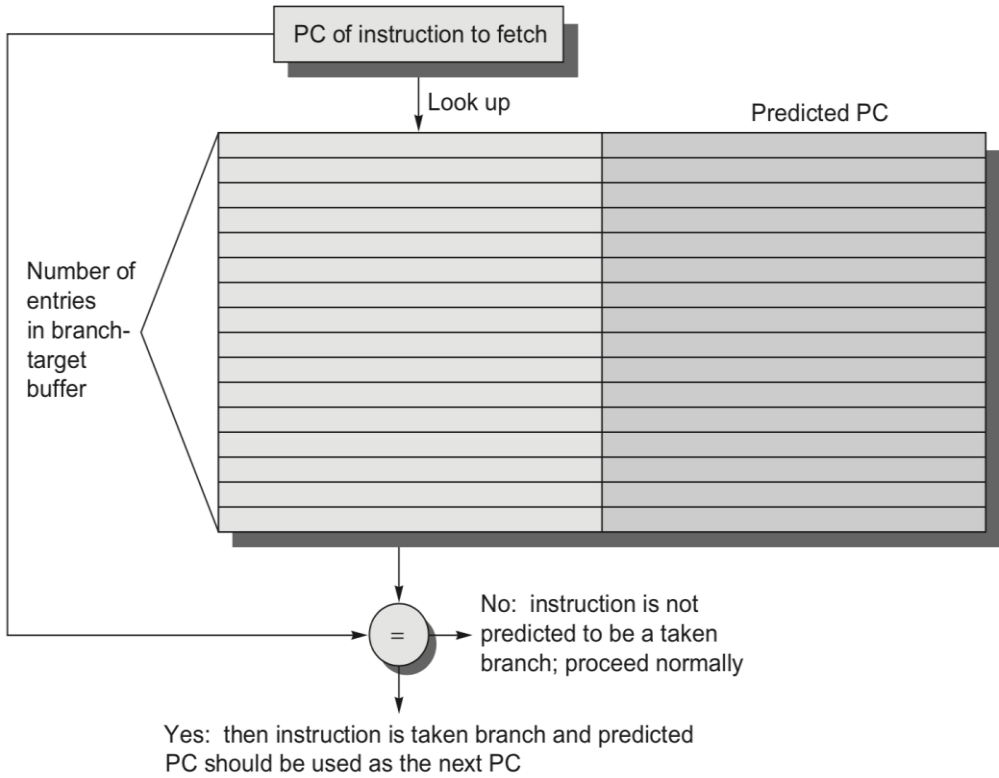 PC of instruction to fetch
Look up
Predicted PC
Number of
entries
in branch-
target
buffer
=
No: instruction is not
predicted to be a taken
branch; proceed normally
Yes: then instruction is taken branch and predicted
PC should be used as the next PC